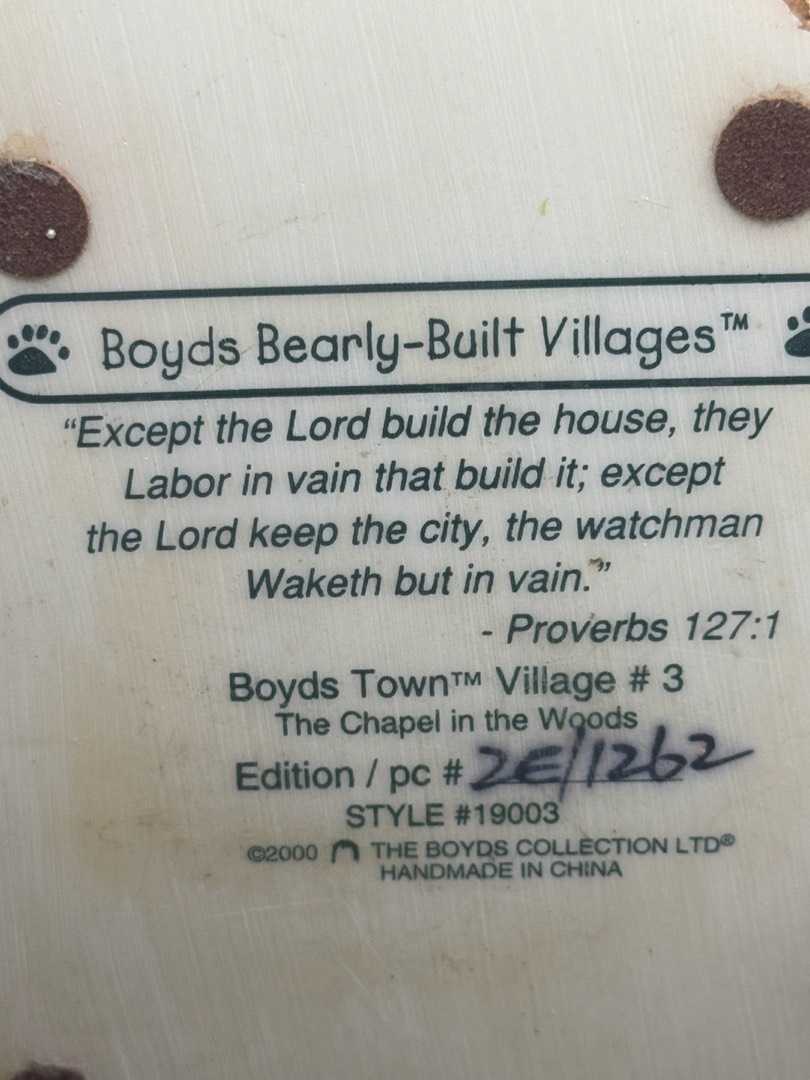 Boyds Bearly-Built Villages™
“Except the Lord build the house, they
Labor in vain that build it; except
the Lord keep the city, the watchman
Waketh but in vain.”
- Proverbs 127:1
Boyds Town™ Village # 3
The Chapel in the Woods
Edition / pc # 2E/1262
STYLE #19003
©2000 THE BOYDS COLLECTION LTD®
HANDMADE IN CHINA